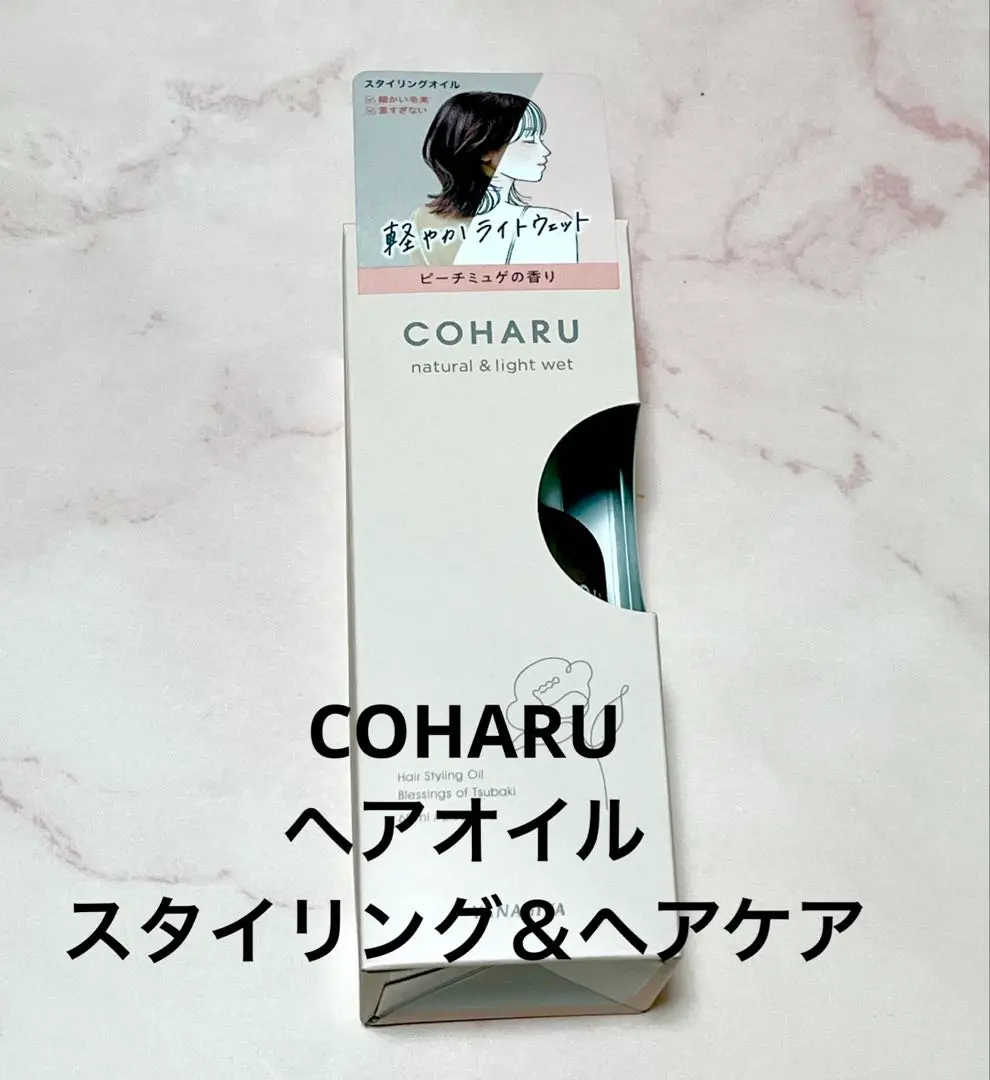 スタイリングオイル
細かい毛束
重すぎない
軽やかライトウェット
ピーチミュゲの香り
COHARU
natural & light wet
COHARU
Hair Styling Oil
Blessings of Tsubaki
ヘアオイル
スタイリング&ヘアケア